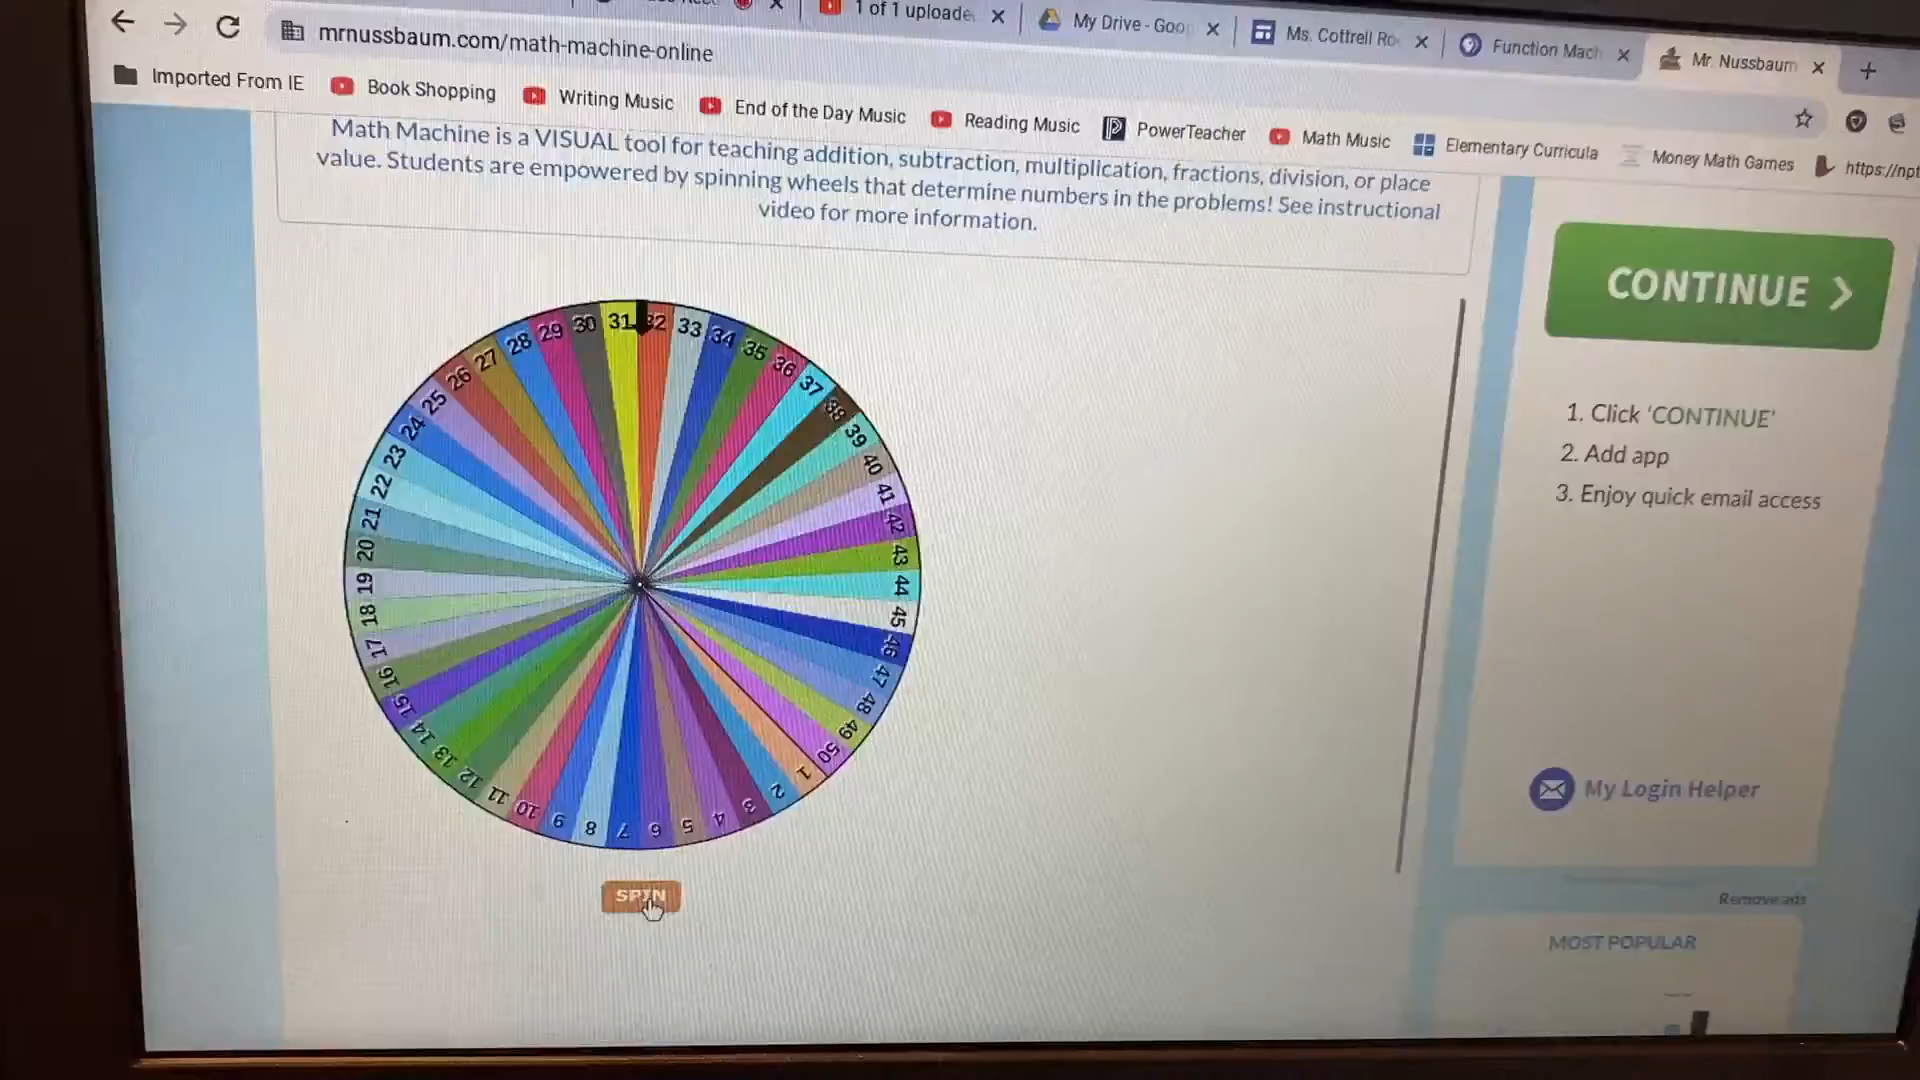 1 of 1 uploade
My Drive - Goo
Ms. Cottrell Ro
Function Mach
Mr. Nussbaum
mrnussbaum.com/math-machine-online
Imported From IE
Book Shopping
Writing Music
End of the Day Music
Reading Music
PowerTeacher
Math Music
Elementary Curricula
Money Math Games
https://npt
Math Machine is a VISUAL tool for teaching addition, subtraction, multiplication, fractions, division, or place
value. Students are empowered by spinning wheels that determine numbers in the problems! See instructional
video for more information.
1
2
3
4
5
6
7
8
9
10
11
12
13
14
15
16
17
18
19
20
21
22
23
24
25
26
27
28
29
30
31
32
33
34
35
36
37
38
39
40
41
42
43
44
45
46
47
48
49
50
SPIN
CONTINUE
1. Click 'CONTINUE'
2. Add app
3. Enjoy quick email access
My Login Helper
Remove ads
MOST POPULAR